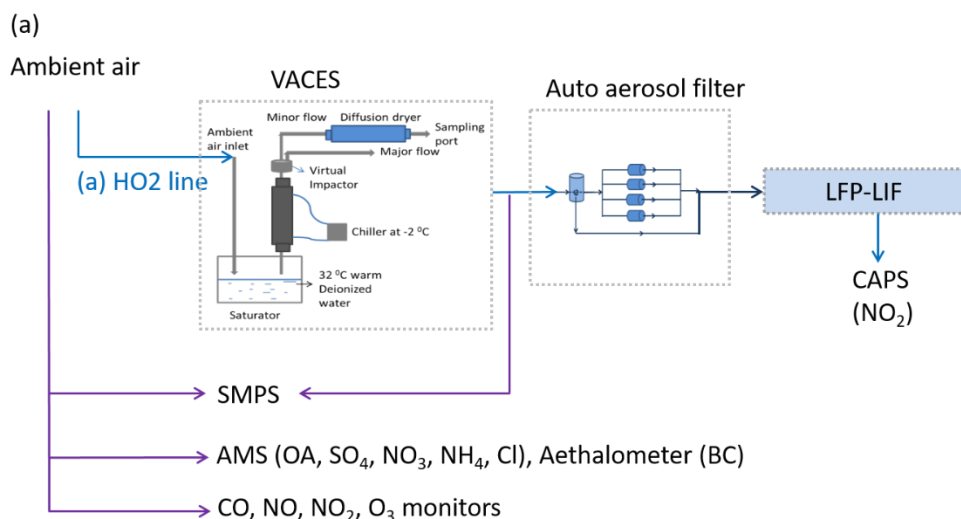 (a)
Ambient air
VACES
Auto aerosol filter
Minor flow
Diffusion dryer
Sampling
port
Ambient
air inlet
Major flow
(a) HO2 line
Virtual
Impactor
LFP-LIF
Chiller at -2 ⁰C
32 ⁰C warm
Deionized
water
Saturator
CAPS
(NO₂)
SMPS
AMS (OA, SO₄, NO₃, NH₄, Cl), Aethalometer (BC)
CO, NO, NO₂, O₃ monitors